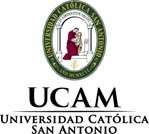 UNIVERSIDAD CATÓLICA SAN ANTONIO
UCAM
UNIVERSIDAD CATÓLICA
SAN ANTONIO